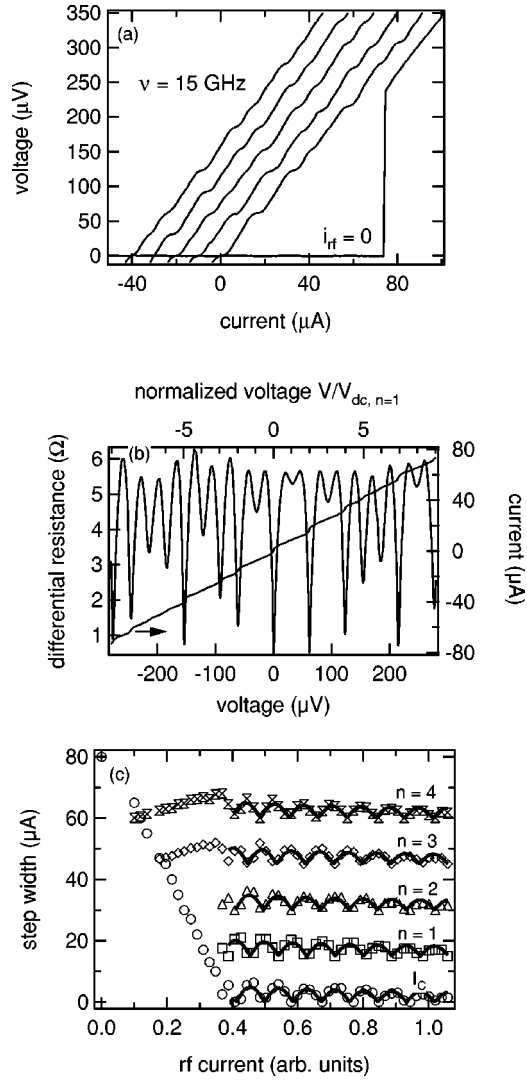 (a)
350
300
250
200
150
100
50
0
voltage (μV)
ν = 15 GHz
i_rf = 0
-40
0
40
80
current (μA)
normalized voltage V/V_dc, n=1
-5
0
5
(b)
6
5
4
3
2
1
differential resistance (Ω)
80
40
0
-40
-80
current (μA)
-200
-100
0
100
200
voltage (μV)
(c)
80
60
40
20
0
step width (μA)
n = 4
n = 3
n = 2
n = 1
I_C
0.0
0.2
0.4
0.6
0.8
1.0
rf current (arb. units)